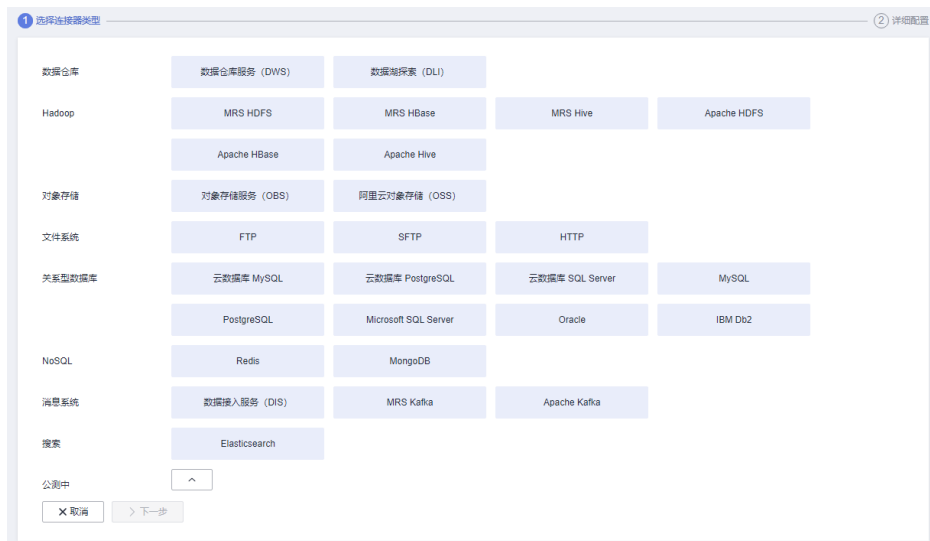 1 选择连接器类型 2 详细配置
数据仓库 数据仓库服务（DWS） 数据湖探索（DLI）
Hadoop MRS HDFS MRS HBase MRS Hive Apache HDFS
Apache HBase Apache Hive
对象存储 对象存储服务（OBS） 阿里云对象存储（OSS）
文件系统 FTP SFTP HTTP
关系型数据库 云数据库 MySQL 云数据库 PostgreSQL 云数据库 SQL Server MySQL
PostgreSQL Microsoft SQL Server Oracle IBM Db2
NoSQL Redis MongoDB
消息系统 数据接入服务（DIS） MRS Kafka Apache Kafka
搜索 Elasticsearch
公测中
取消 下一步